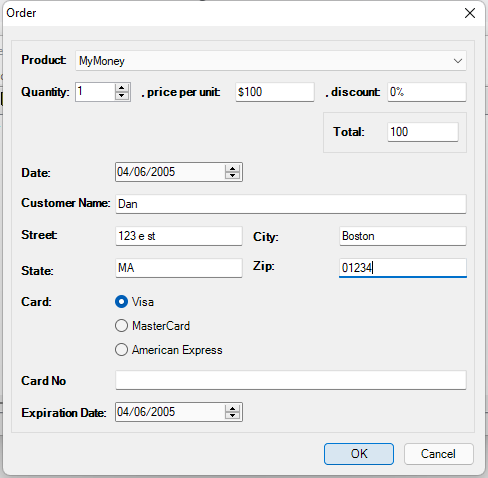 Order
Product: MyMoney
Quantity: 1 , price per unit: $100 , discount: 0%
Total: 100
Date: 04/06/2005
Customer Name: Dan
Street: 123 e st City: Boston
State: MA Zip: 01234
Card: Visa
MasterCard
American Express
Card No
Expiration Date: 04/06/2005
OK Cancel